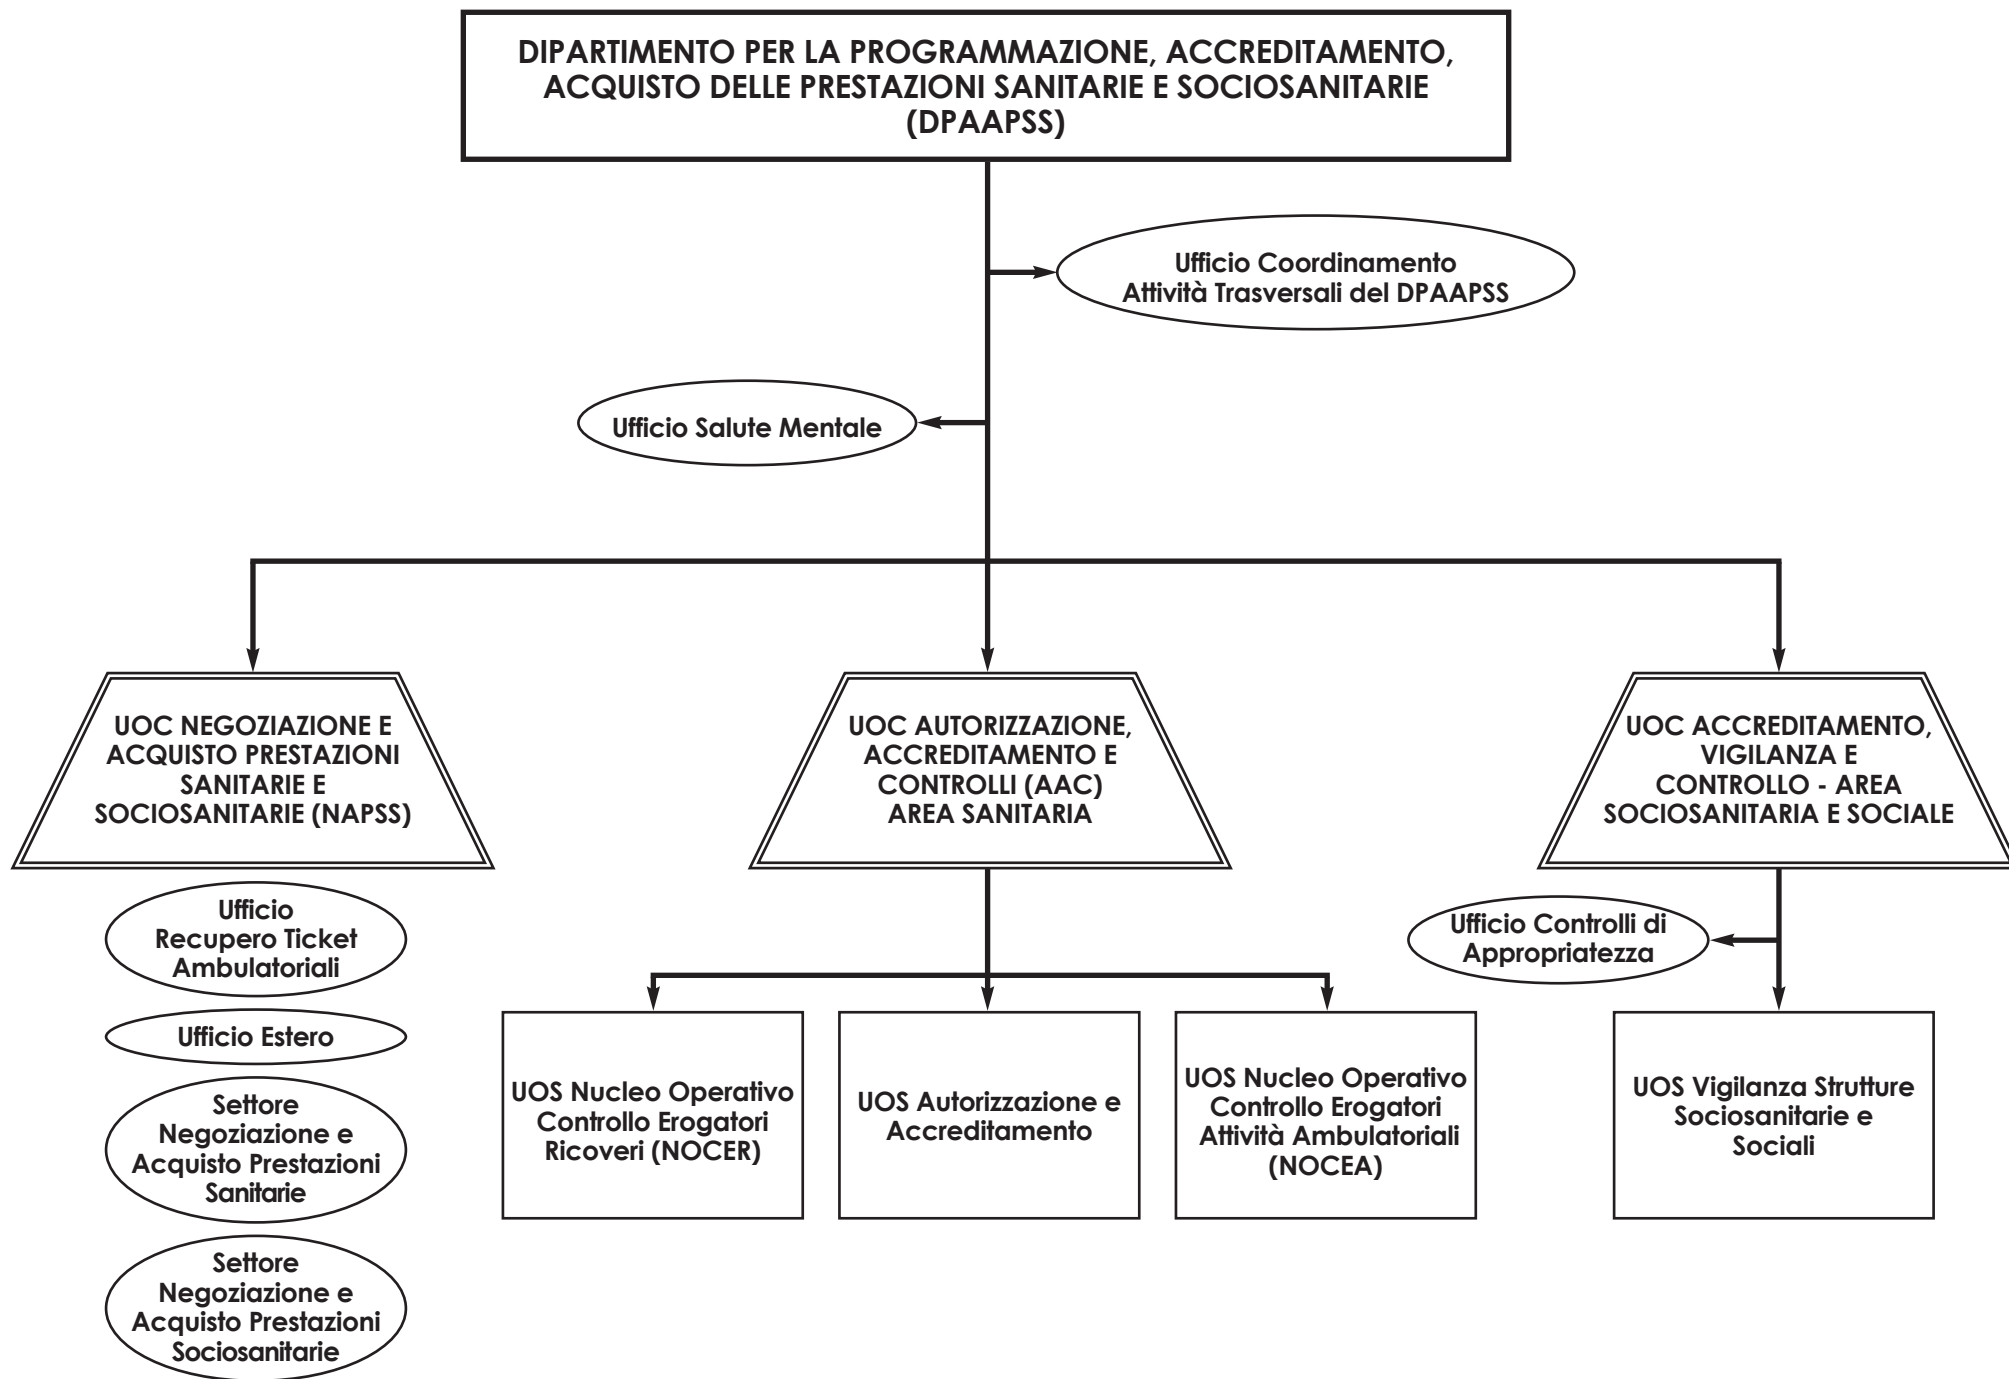 DIPARTIMENTO PER LA PROGRAMMAZIONE, ACCREDITAMENTO,
ACQUISTO DELLE PRESTAZIONI SANITARIE E SOCIOSANITARIE
(DPAAPSS)
Ufficio Coordinamento
Attività Trasversali del DPAAPSS
Ufficio Salute Mentale
UOC NEGOZIAZIONE E
ACQUISTO PRESTAZIONI
SANITARIE E
SOCIOSANITARIE (NAPSS)
UOC AUTORIZZAZIONE,
ACCREDITAMENTO E
CONTROLLI (AAC)
AREA SANITARIA
UOC ACCREDITAMENTO,
VIGILANZA E
CONTROLLO - AREA
SOCIOSANITARIA E SOCIALE
Ufficio
Recupero Ticket
Ambulatoriali
Ufficio Estero
Settore
Negoziazione e
Acquisto Prestazioni
Sanitarie
Settore
Negoziazione e
Acquisto Prestazioni
Sociosanitarie
UOS Nucleo Operativo
Controllo Erogatori
Ricoveri (NOCER)
UOS Autorizzazione e
Accreditamento
UOS Nucleo Operativo
Controllo Erogatori
Attività Ambulatoriali
(NOCEA)
Ufficio Controlli di
Appropriatezza
UOS Vigilanza Strutture
Sociosanitarie e
Sociali